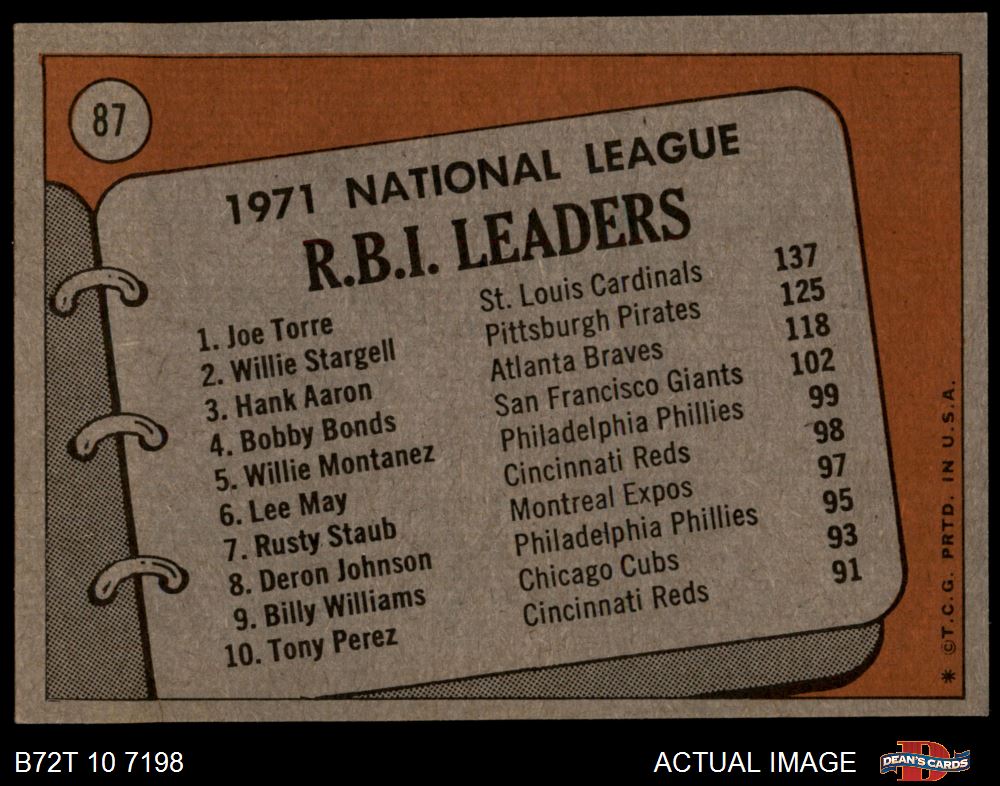 87
1971 NATIONAL LEAGUE
R.B.I. LEADERS
1. Joe Torre St. Louis Cardinals 137
2. Willie Stargell Pittsburgh Pirates 125
3. Hank Aaron Atlanta Braves 118
4. Bobby Bonds San Francisco Giants 102
5. Willie Montanez Philadelphia Phillies 99
6. Lee May Cincinnati Reds 98
7. Rusty Staub Montreal Expos 97
8. Deron Johnson Philadelphia Phillies 95
9. Billy Williams Chicago Cubs 93
10. Tony Perez Cincinnati Reds 91
* ©T.C.G. PRTD. IN U.S.A.
B72T 10 7198 ACTUAL IMAGE D DEAN'S CARDS